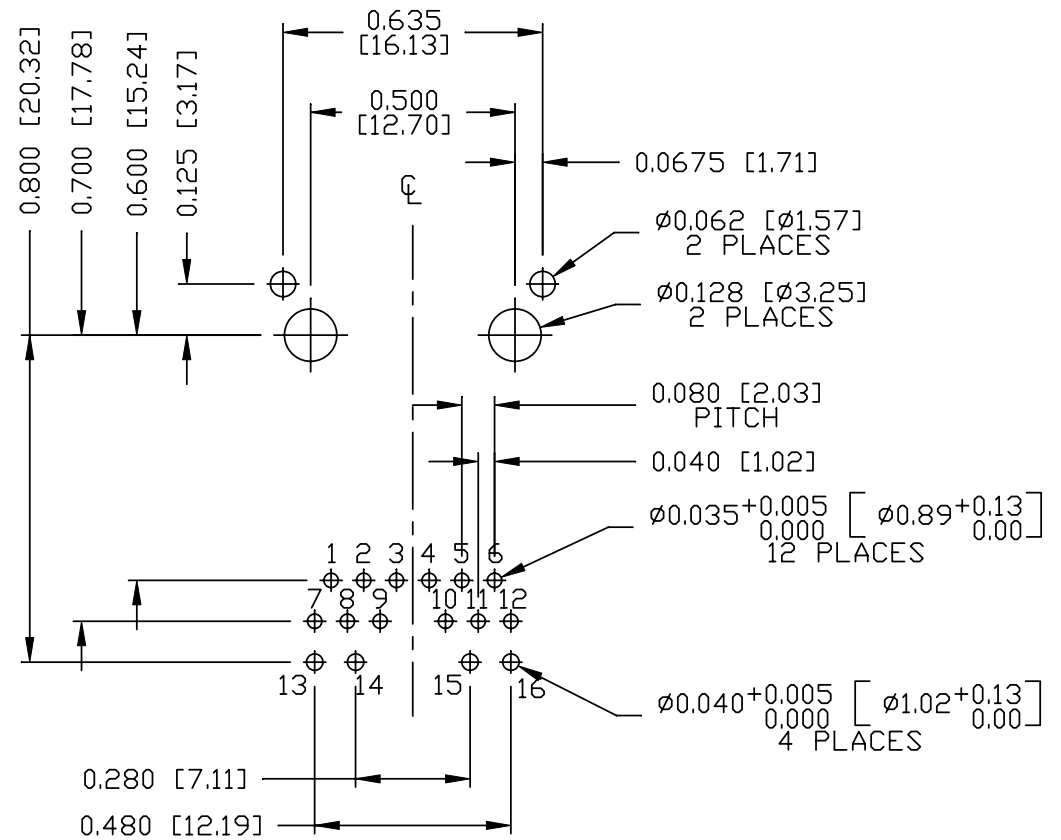 0.635
[16.13]
0.500
[12.70]
0.800 [20.32]
0.700 [17.78]
0.600 [15.24]
0.125 [3.17]
℄
0.0675 [1.71]
Ø0.062 [Ø1.57]
2 PLACES
Ø0.128 [Ø3.25]
2 PLACES
0.080 [2.03]
PITCH
0.040 [1.02]
Ø0.035+0.005 0.000 [Ø0.89+0.13 0.00]
12 PLACES
1 2 3 4 5 6
7 8 9 10 11 12
13 14 15 16
Ø0.040+0.005 0.000 [Ø1.02+0.13 0.00]
4 PLACES
0.280 [7.11]
0.480 [12.19]